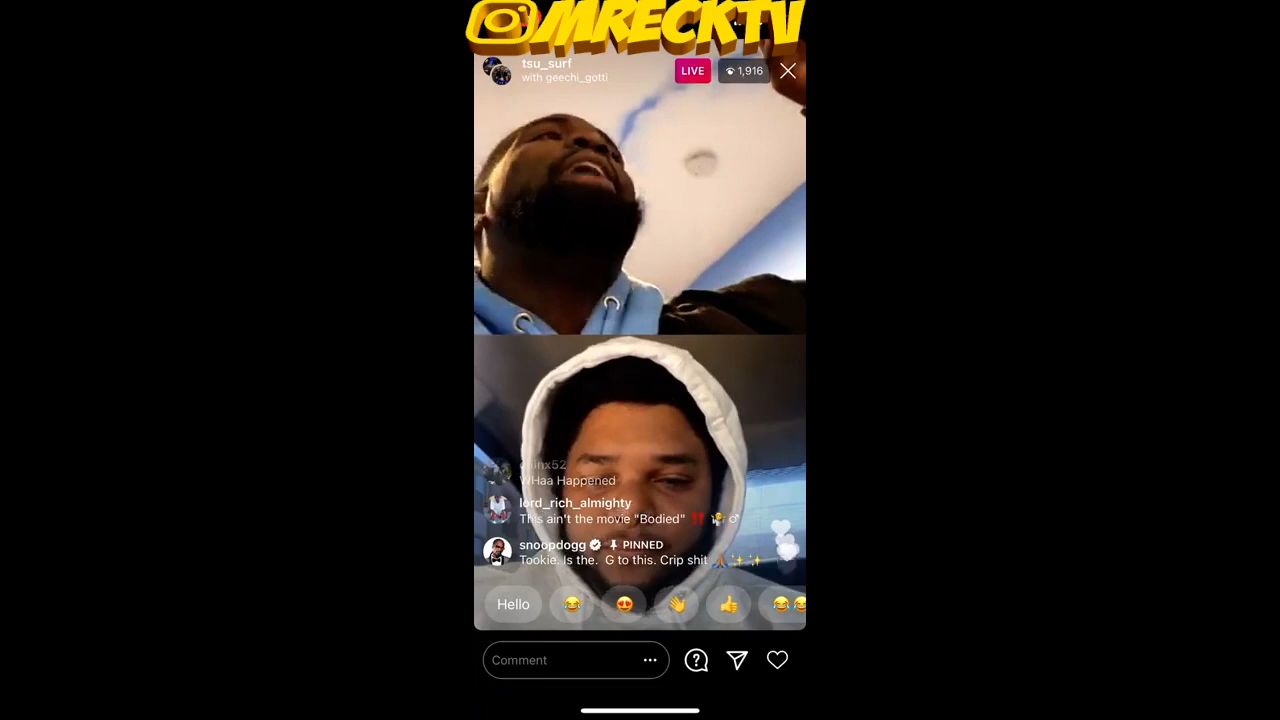 MRECKTV
tsu_surf
with geechi_gotti
LIVE
1,916
WHaa Happened
lord_rich_almighty
This ain't the movie "Bodied" ‼️ 🤷‍♂
snoopdogg PINNED
Tookie. Is the. G to this. Crip shit 🙏🏾✨✨
Hello 😂 😍 👋 👍 😂😂
Comment